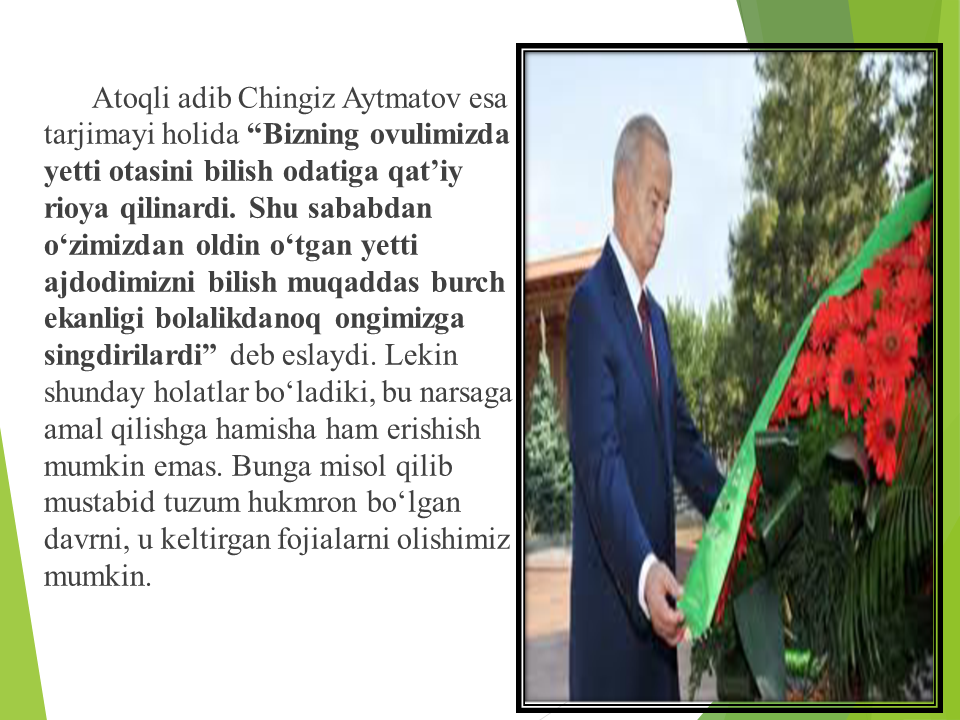 Atoqli adib Chingiz Aytmatov esa
tarjimayi holida “Bizning ovulimizda
yetti otasini bilish odatiga qat’iy
rioya qilinardi. Shu sababdan
o‘zimizdan oldin o‘tgan yetti
ajdodimizni bilish muqaddas burch
ekanligi bolalikdanoq ongimizga
singdirilardi” deb eslaydi. Lekin
shunday holatlar bo‘ladiki, bu narsaga
amal qilishga hamisha ham erishish
mumkin emas. Bunga misol qilib
mustabid tuzum hukmron bo‘lgan
davrni, u keltirgan fojialarni olishimiz
mumkin.